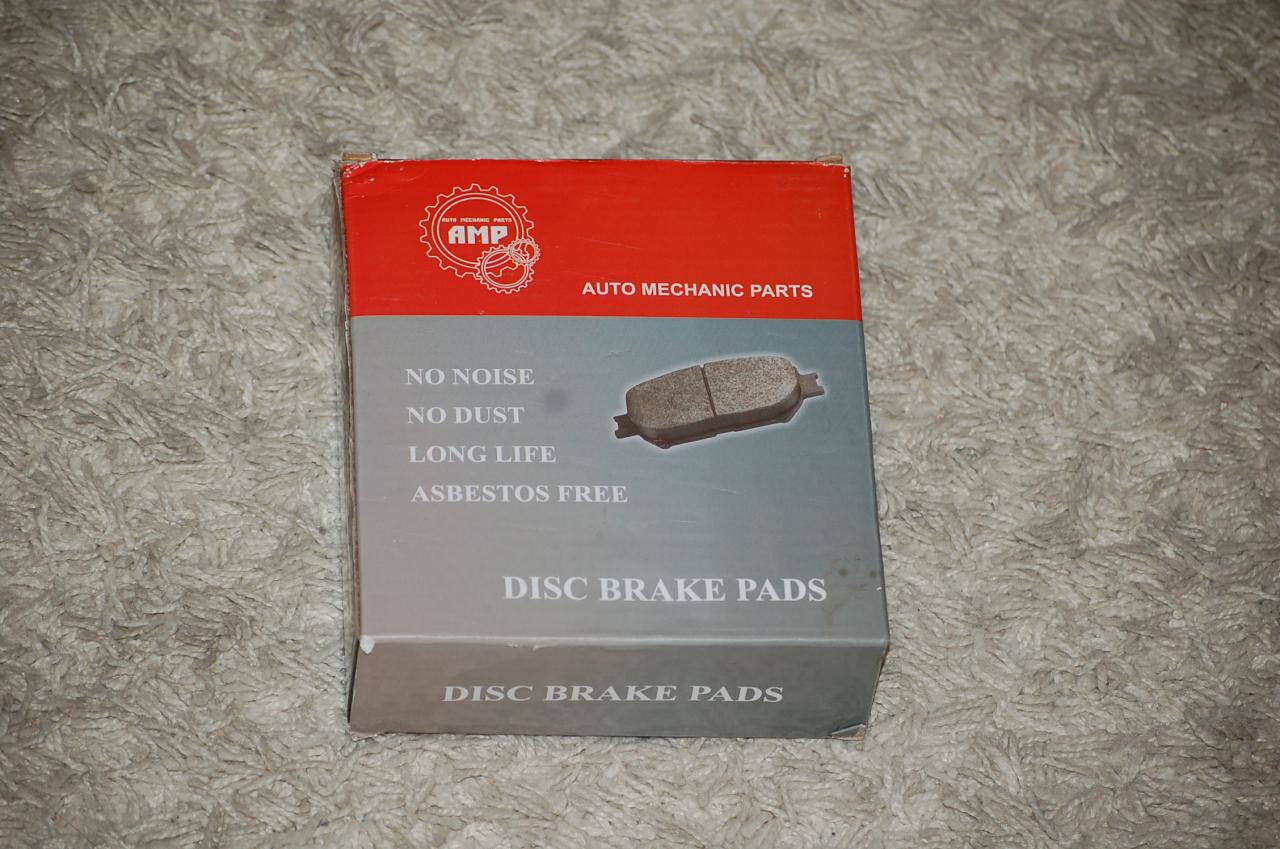 AUTO MECHANIC PARTS
AMP
AUTO MECHANIC PARTS
NO NOISE
NO DUST
LONG LIFE
ASBESTOS FREE
DISC BRAKE PADS
DISC BRAKE PADS